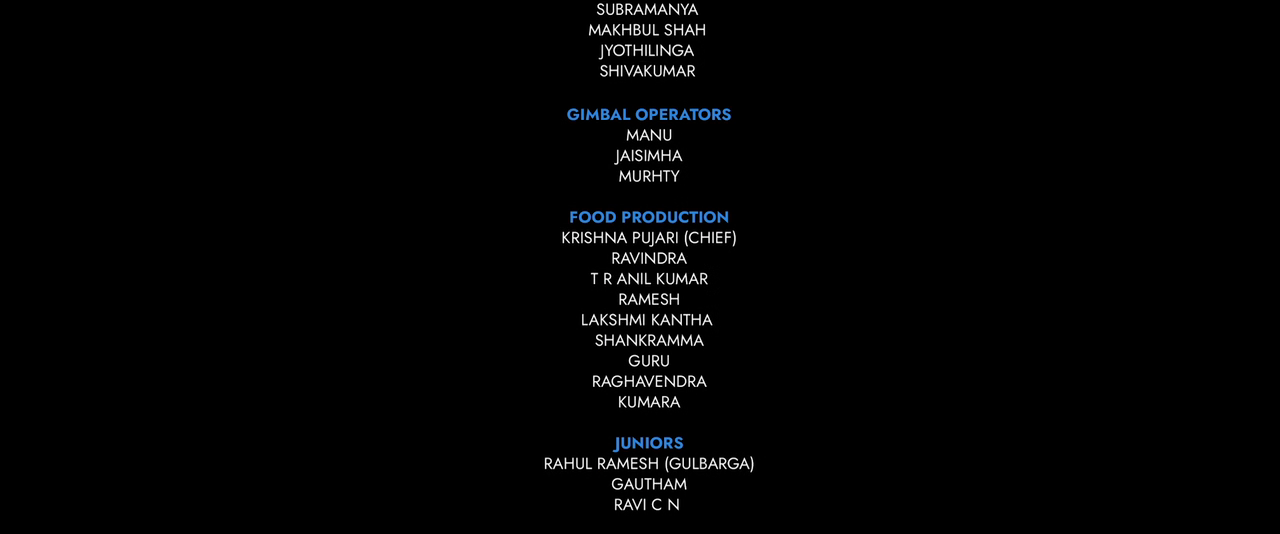 SUBRAMANYA
MAKHBUL SHAH
JYOTHILINGA
SHIVAKUMAR
GIMBAL OPERATORS
MANU
JAISIMHA
MURHTY
FOOD PRODUCTION
KRISHNA PUJARI (CHIEF)
RAVINDRA
T R ANIL KUMAR
RAMESH
LAKSHMI KANTHA
SHANKRAMMA
GURU
RAGHAVENDRA
KUMARA
JUNIORS
RAHUL RAMESH (GULBARGA)
GAUTHAM
RAVI C N